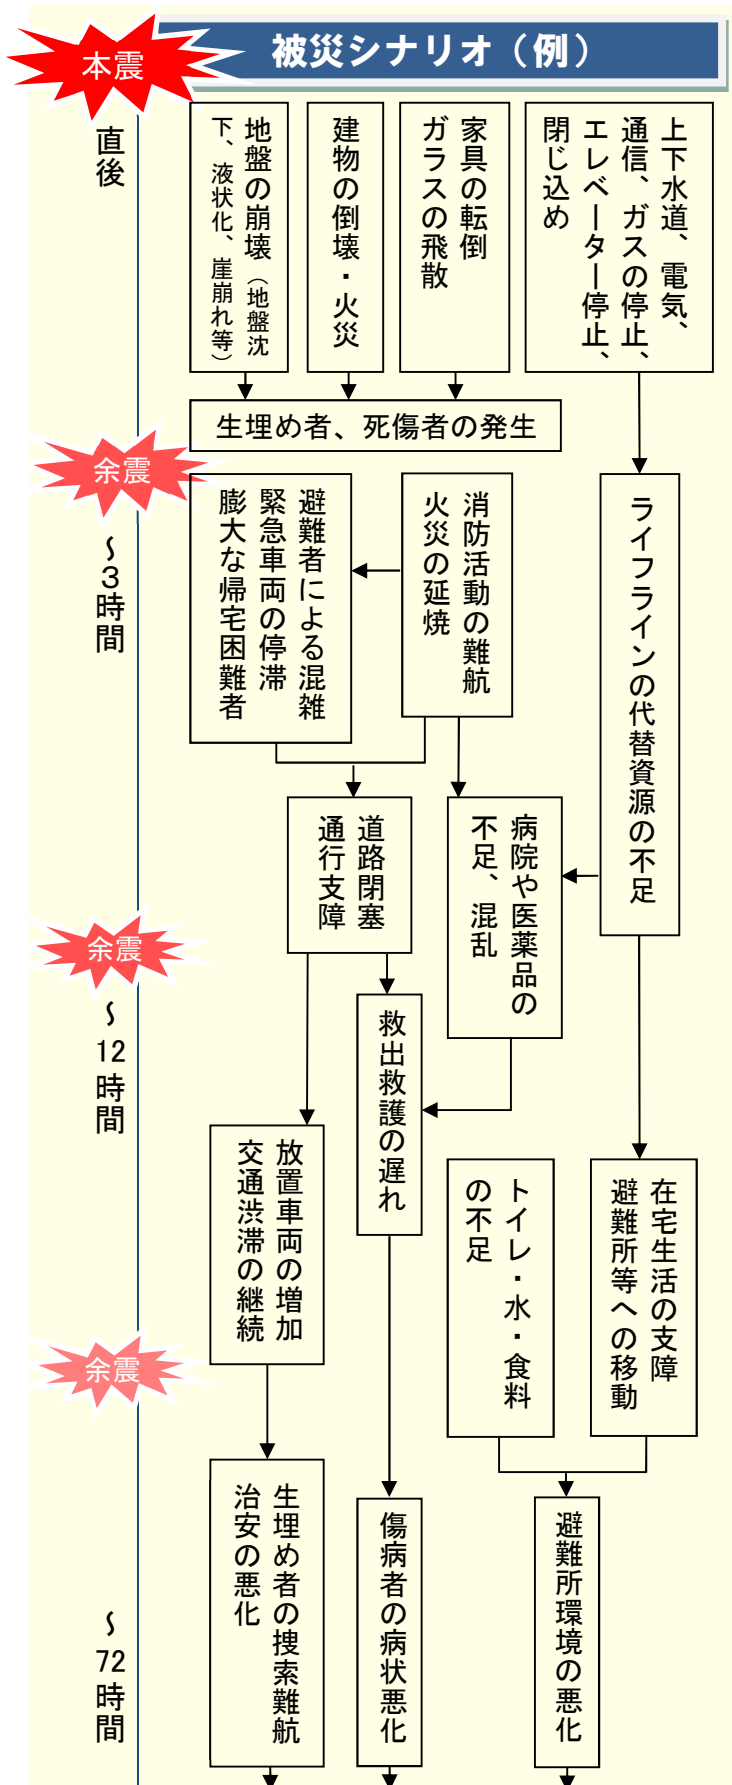 被災シナリオ（例）
本震
直後
上下水道、電気、
通信、ガスの停止、
エレベーター停止、
閉じ込め
家具の転倒
ガラスの飛散
建物の倒壊・火災
地盤の崩壊（地盤沈
下、液状化、崖崩れ等）
生埋め者、死傷者の発生
余震
～3時間
ライフラインの代替資源の不足
消防活動の難航
火災の延焼
避難者による混雑
緊急車両の停滞
膨大な帰宅困難者
病院や医薬品の
不足、混乱
道路閉塞
通行支障
余震
～12時間
救出救護の遅れ
在宅生活の支障
避難所等への移動
トイレ・水・食料
の不足
放置車両の増加
交通渋滞の継続
余震
～72時間
避難所環境の悪化
傷病者の病状悪化
生埋め者の捜索難航
治安の悪化